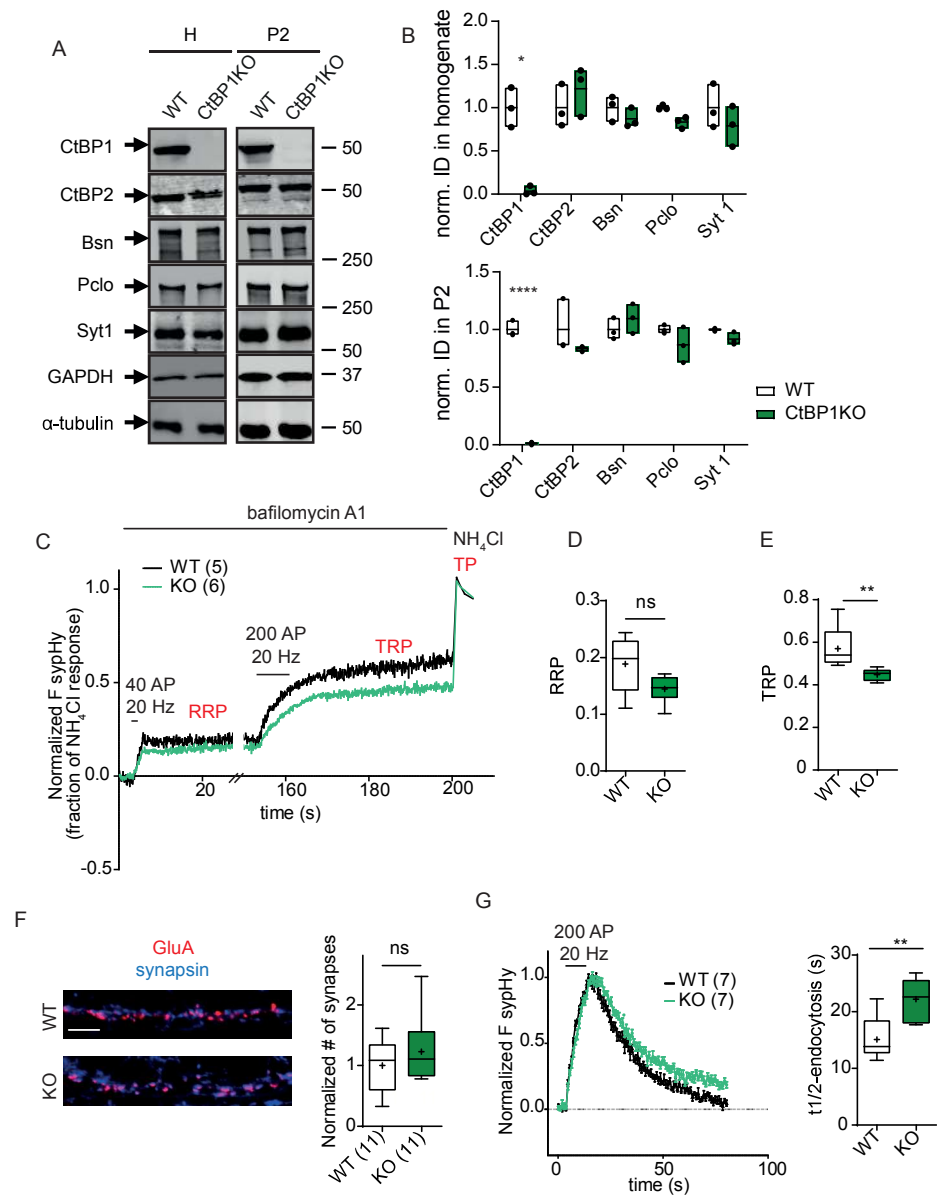 A
H
P2
WT
CtBP1KO
WT
CtBP1KO
CtBP1
50
CtBP2
50
Bsn
250
Pclo
250
Syt1
50
GAPDH
37
α-tubulin
50
B
norm. ID in homogenate
1.5
1.0
0.5
0.0
*
CtBP1
CtBP2
Bsn
Pclo
Syt 1
norm. ID in P2
1.5
1.0
0.5
0.0
****
CtBP1
CtBP2
Bsn
Pclo
Syt 1
WT
CtBP1KO
C
bafilomycin A1
NH4Cl
TP
WT (5)
KO (6)
Normalized F sypHy
(fraction of NH4Cl response)
1.0
0.5
0.0
-0.5
40 AP
20 Hz
RRP
200 AP
20 Hz
TRP
20
160
180
200
time (s)
D
ns
RRP
0.3
0.2
0.1
0.0
WT
KO
E
**
TRP
0.8
0.6
0.4
0.2
0.0
WT
KO
F
GluA
synapsin
WT
KO
ns
Normalized # of synapses
2
1
0
WT (11)
KO (11)
G
200 AP
20 Hz
WT (7)
KO (7)
Normalized F sypHy
1.0
0.5
0.0
0
50
100
time (s)
**
t1/2-endocytosis (s)
30
20
10
0
WT
KO